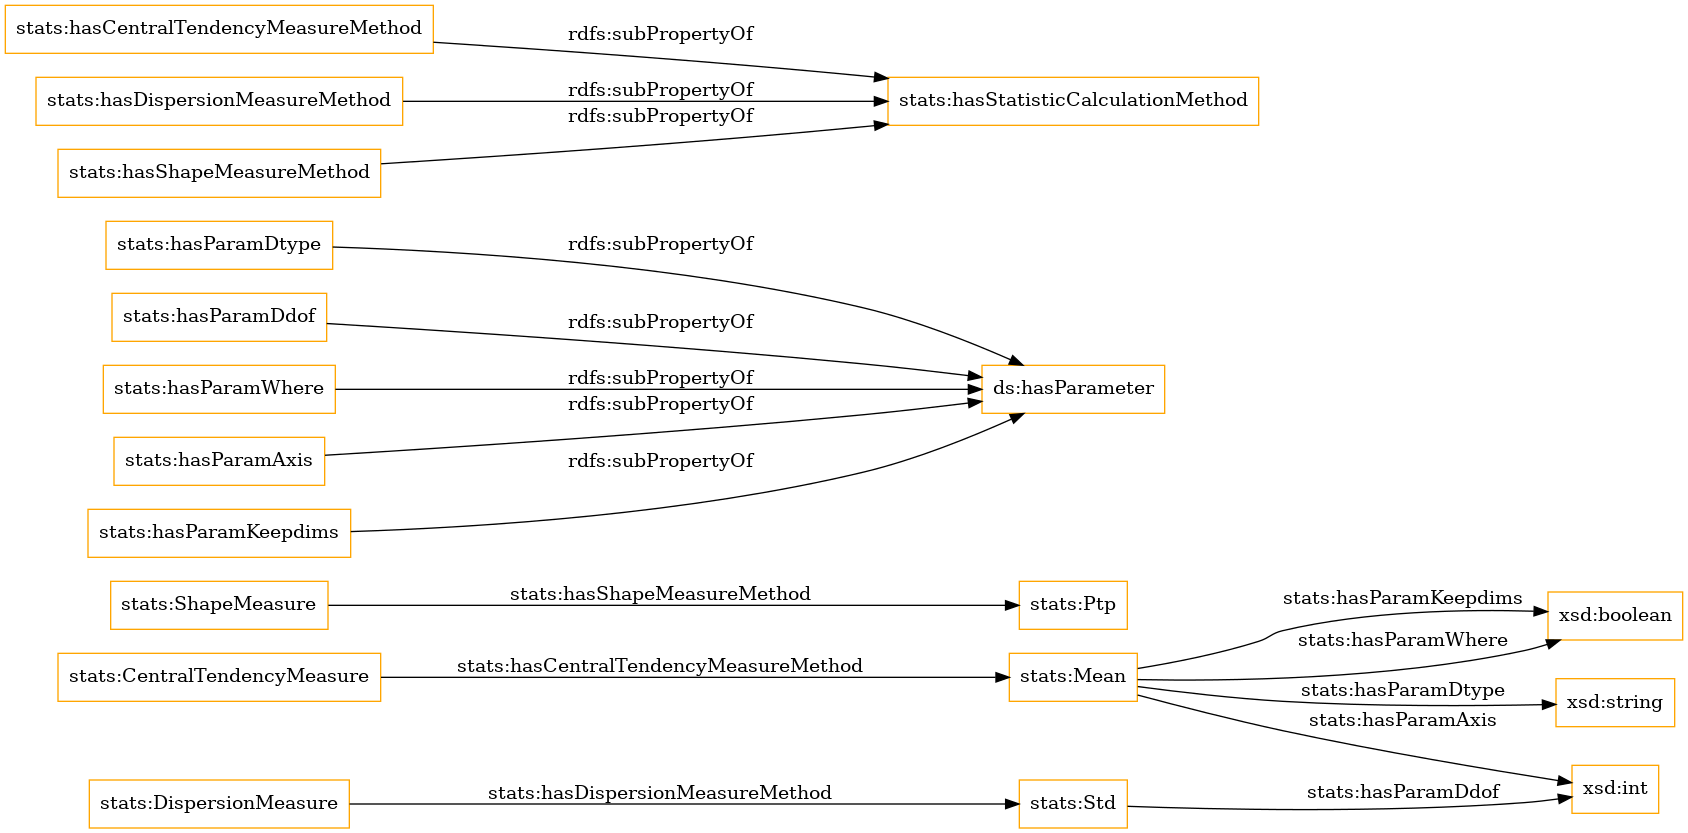 stats:hasCentralTendencyMeasureMethod
rdfs:subPropertyOf
stats:hasDispersionMeasureMethod
rdfs:subPropertyOf
stats:hasStatisticCalculationMethod
rdfs:subPropertyOf
stats:hasShapeMeasureMethod
stats:hasParamDtype
rdfs:subPropertyOf
stats:hasParamDdof
rdfs:subPropertyOf
stats:hasParamWhere
rdfs:subPropertyOf
ds:hasParameter
rdfs:subPropertyOf
stats:hasParamAxis
rdfs:subPropertyOf
stats:hasParamKeepdims
stats:ShapeMeasure
stats:hasShapeMeasureMethod
stats:Ptp
stats:hasParamKeepdims
xsd:boolean
stats:hasParamWhere
stats:CentralTendencyMeasure
stats:hasCentralTendencyMeasureMethod
stats:Mean
stats:hasParamDtype
xsd:string
stats:hasParamAxis
stats:DispersionMeasure
stats:hasDispersionMeasureMethod
stats:Std
stats:hasParamDdof
xsd:int